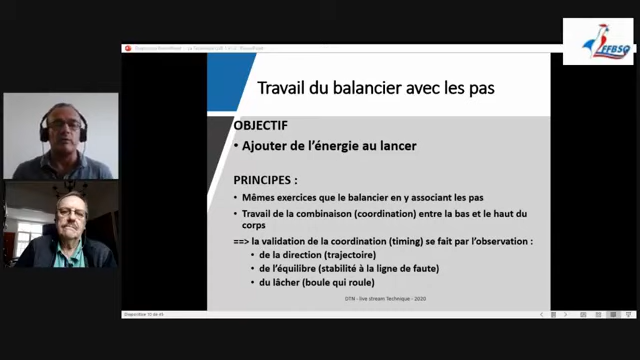 FFBSQ
Travail du balancier avec les pas
OBJECTIF
• Ajouter de l'énergie au lancer
PRINCIPES :
• Mêmes exercices que le balancier en y associant les pas
• Travail de la combinaison (coordination) entre la bas et le haut du
corps
==> la validation de la coordination (timing) se fait par l'observation :
• de la direction (trajectoire)
• de l'équilibre (stabilité à la ligne de faute)
• du lâcher (boule qui roule)
DTN - live stream Technique - 2020